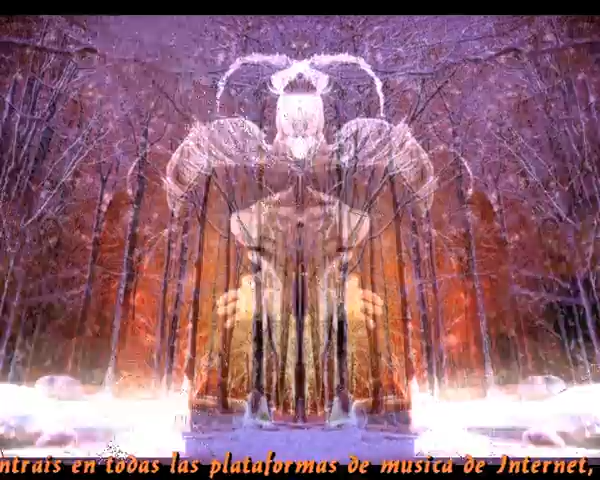 ntrais en todas las plataformas de musica de Internet,